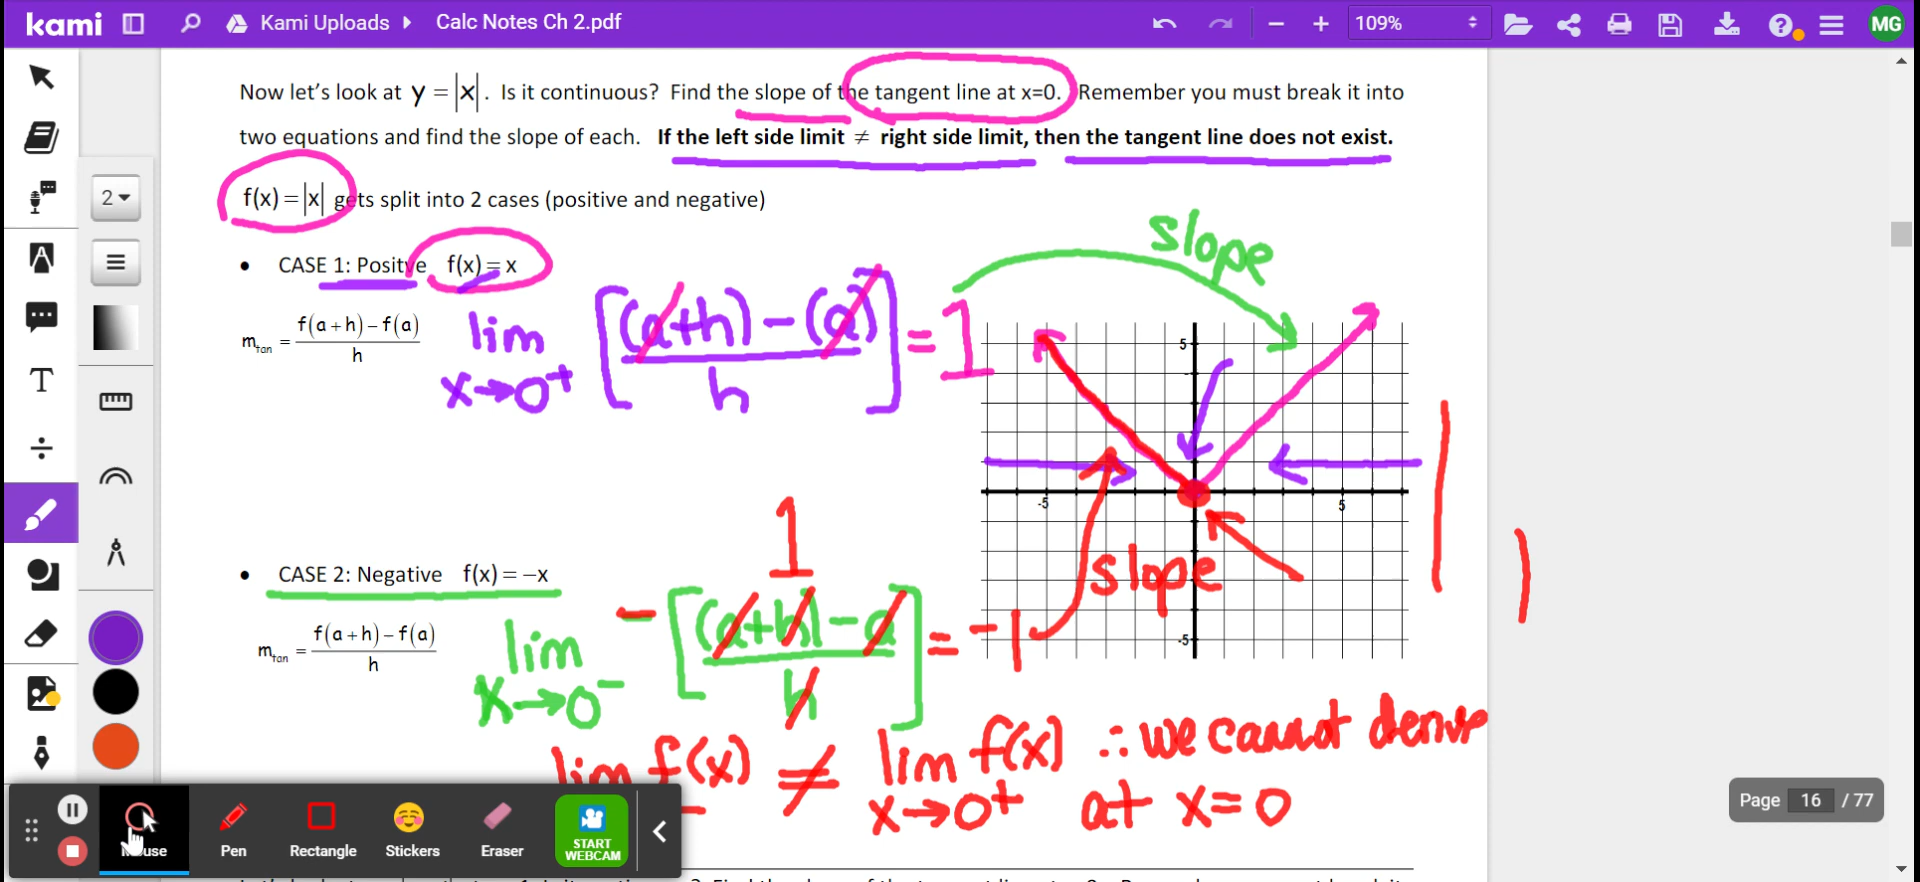 kami Kami Uploads Calc Notes Ch 2.pdf 109% MG
Now let's look at y = |x| . Is it continuous? Find the slope of the tangent line at x=0. Remember you must break it into
two equations and find the slope of each. If the left side limit ≠ right side limit, then the tangent line does not exist.
f(x) = |x| gets split into 2 cases (positive and negative)
2
slope
• CASE 1: Positve f(x) = x
m_tan = f(a+h) − f(a) / h
lim x→0⁺ [(a+h) − (a) / h] = 1
5
-5 5
-5
slope
• CASE 2: Negative f(x) = −x
m_tan = f(a+h) − f(a) / h
1
lim x→0⁻ −[(a+h) − a / h] = −1
lim f(x) ≠ lim f(x) ∴ we cannot derive
x→0⁺ at x = 0
Page 16 / 77
Pen Rectangle Stickers Eraser START WEBCAM